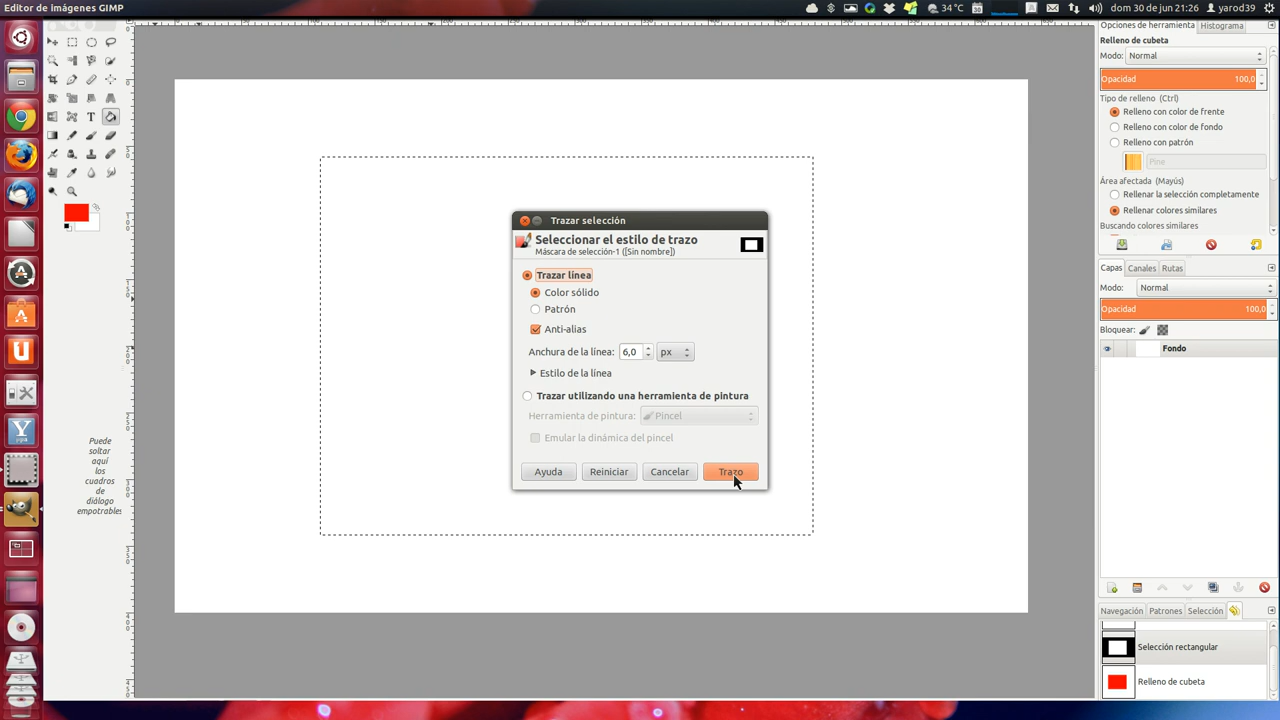 Editor de Imágenes GIMP
34°C
30
A
dom 30 de jun 21:26
yarod39
Opciones de herramienta
Histograma
Relleno de cubeta
Modo: Normal
Opacidad 100,0
Tipo de relleno (Ctrl)
Relleno con color de frente
Relleno con color de fondo
Relleno con patrón
Pine
Área afectada (Mayús)
Rellenar la selección completamente
Rellenar colores similares
Buscando colores similares
Capas
Canales
Rutas
Modo: Normal
Opacidad 100,0
Bloquear:
Fondo
Navegación
Patrones
Selección
Selección rectangular
Relleno de cubeta
Puede
soltar
aquí
los
cuadros
de
diálogo
empotrables
Trazar selección
Seleccionar el estilo de trazo
Máscara de selección-1 ([Sin nombre])
Trazar línea
Color sólido
Patrón
Anti-alias
Anchura de la línea: 6,0 px
Estilo de la línea
Trazar utilizando una herramienta de pintura
Herramienta de pintura: Pincel
Emular la dinámica del pincel
Ayuda
Reiniciar
Cancelar
Trazo